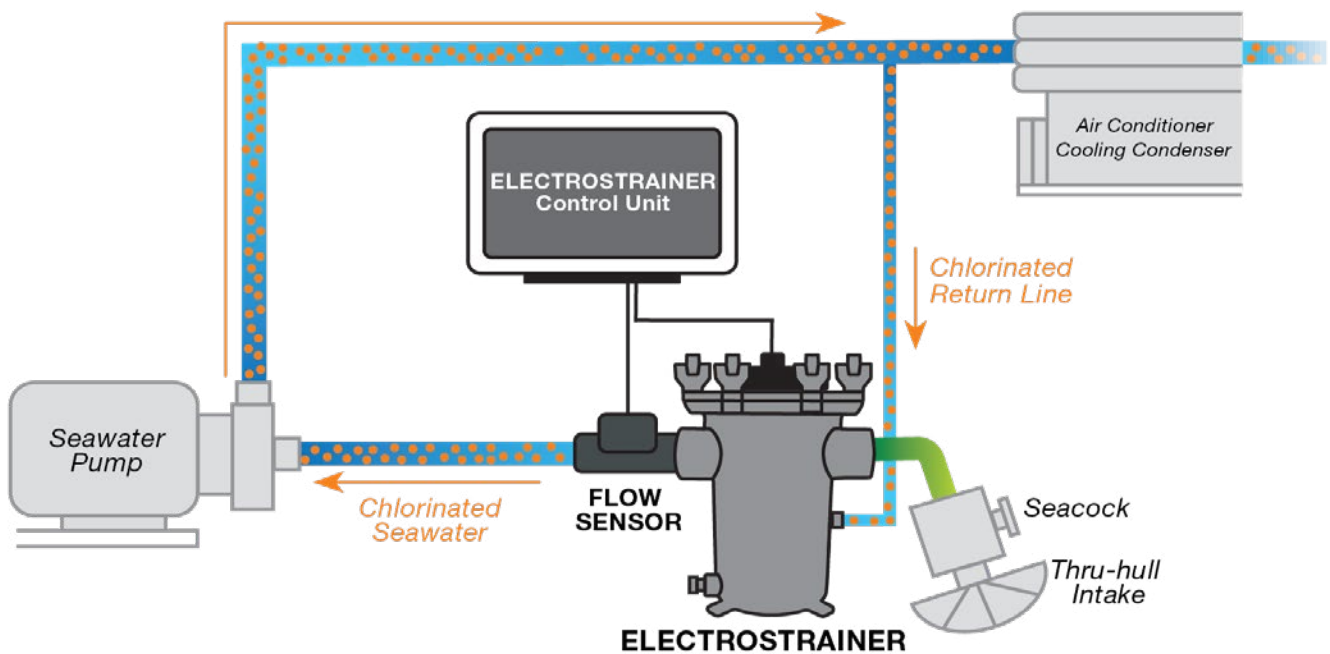 ELECTROSTRAINER
Control Unit
Air Conditioner
Cooling Condenser
Chlorinated
Return Line
Seawater
Pump
Chlorinated
Seawater
FLOW
SENSOR
Seacock
Thru-hull
Intake
ELECTROSTRAINER